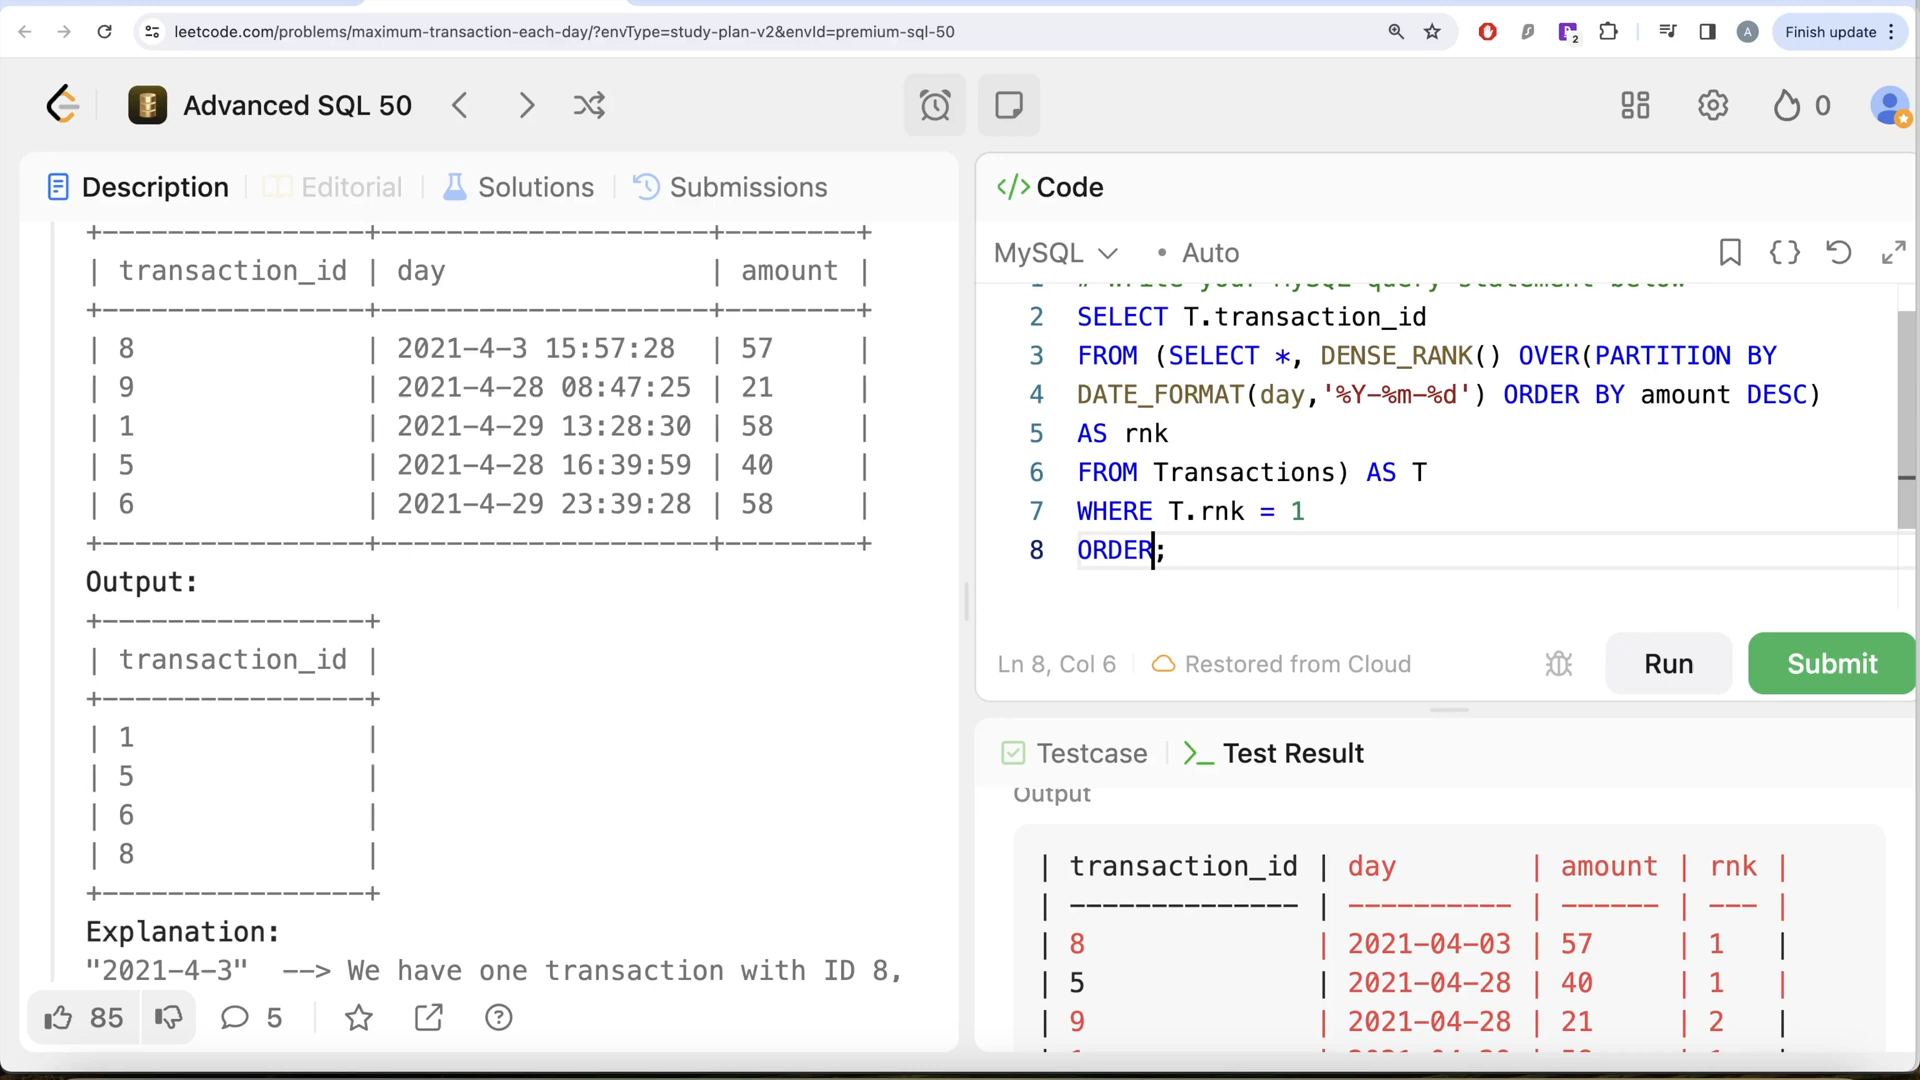 leetcode.com/problems/maximum-transaction-each-day/?envType=study-plan-v2&envId=premium-sql-50
2
A
Finish update
Advanced SQL 50
0
Description
Editorial
Solutions
Submissions
+----------------+---------------------+--------+
| transaction_id | day | amount |
+----------------+---------------------+--------+
| 8 | 2021-4-3 15:57:28 | 57 |
| 9 | 2021-4-28 08:47:25 | 21 |
| 1 | 2021-4-29 13:28:30 | 58 |
| 5 | 2021-4-28 16:39:59 | 40 |
| 6 | 2021-4-29 23:39:28 | 58 |
+----------------+---------------------+--------+
Output:
+----------------+
| transaction_id |
+----------------+
| 1 |
| 5 |
| 6 |
| 8 |
+----------------+
Explanation:
"2021-4-3" --> We have one transaction with ID 8,
85
5
</> Code
MySQL
• Auto
1 # Write your MySQL query statement below
2 SELECT T.transaction_id
3 FROM (SELECT *, DENSE_RANK() OVER(PARTITION BY
4 DATE_FORMAT(day,'%Y-%m-%d') ORDER BY amount DESC)
5 AS rnk
6 FROM Transactions) AS T
7 WHERE T.rnk = 1
8 ORDER;
Ln 8, Col 6
Restored from Cloud
Run
Submit
Testcase
>_ Test Result
Output
| transaction_id | day | amount | rnk |
| -------------- | ---------- | ------ | --- |
| 8 | 2021-04-03 | 57 | 1 |
| 5 | 2021-04-28 | 40 | 1 |
| 9 | 2021-04-28 | 21 | 2 |